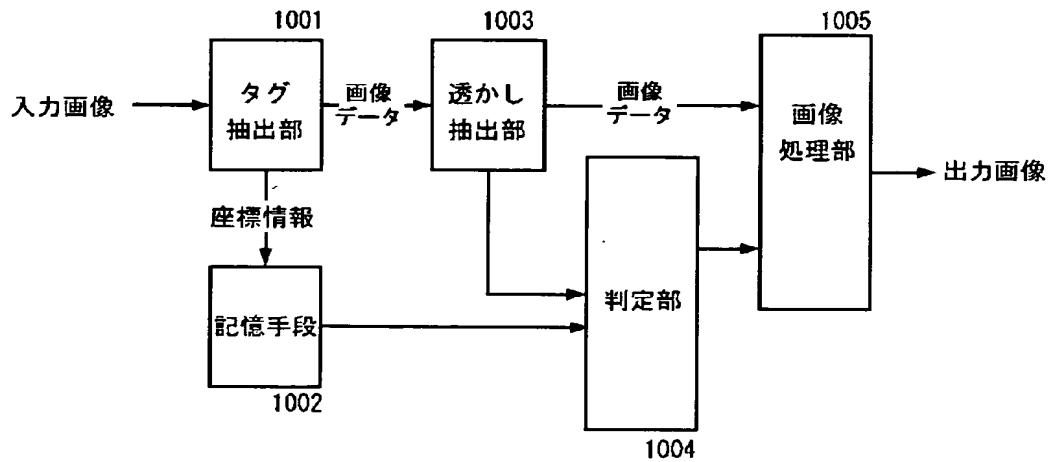 1001
1003
1005
入力画像
タグ
抽出部
画像
データ
透かし
抽出部
画像
データ
画像
処理部
出力画像
座標情報
記憶手段
判定部
1002
1004